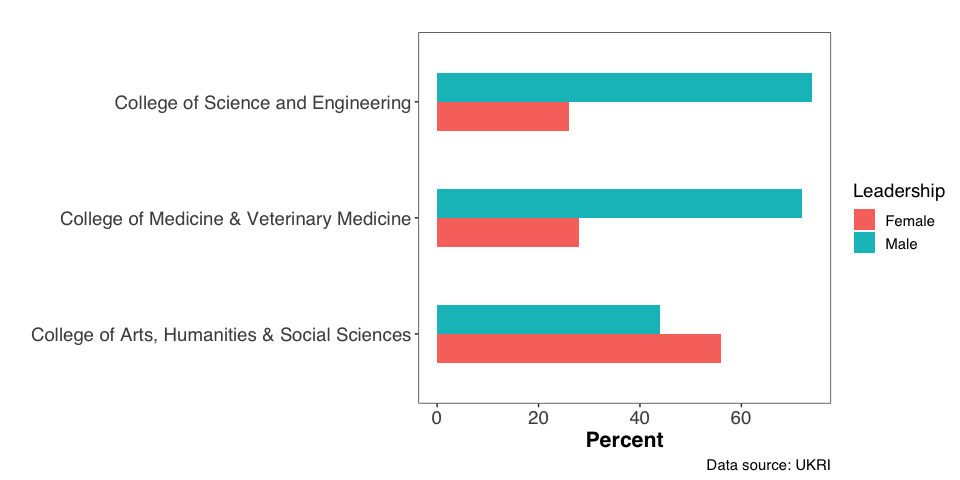 College of Science and Engineering
College of Medicine & Veterinary Medicine
College of Arts, Humanities & Social Sciences
0 20 40 60
Percent
Leadership
Female
Male
Data source: UKRI